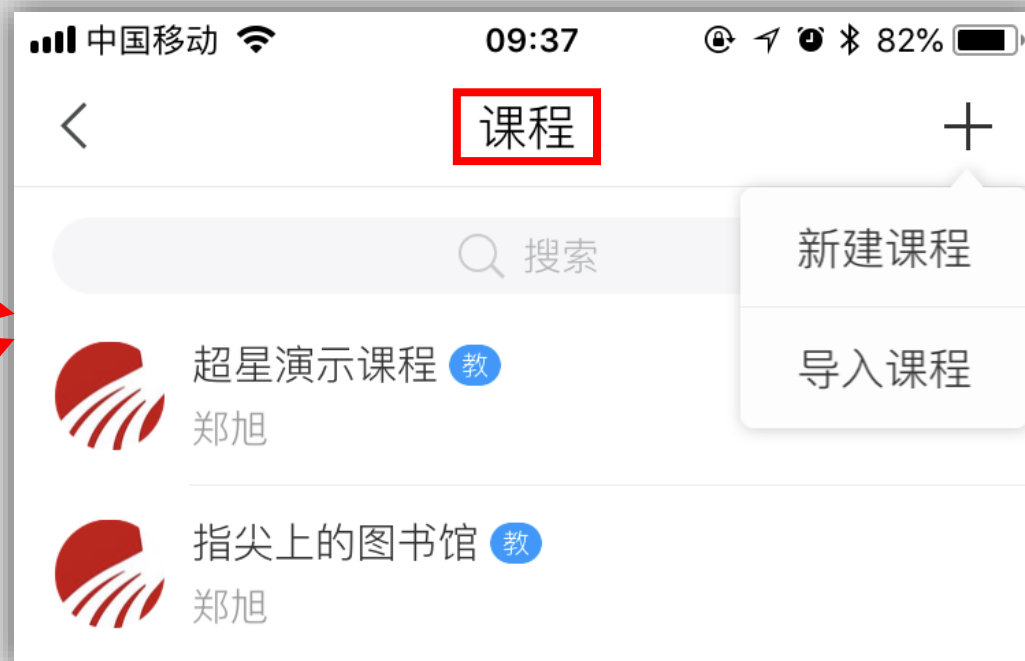 中国移动 09:37 82%
课程
搜索
新建课程
导入课程
超星演示课程 教
郑旭
指尖上的图书馆 教
郑旭